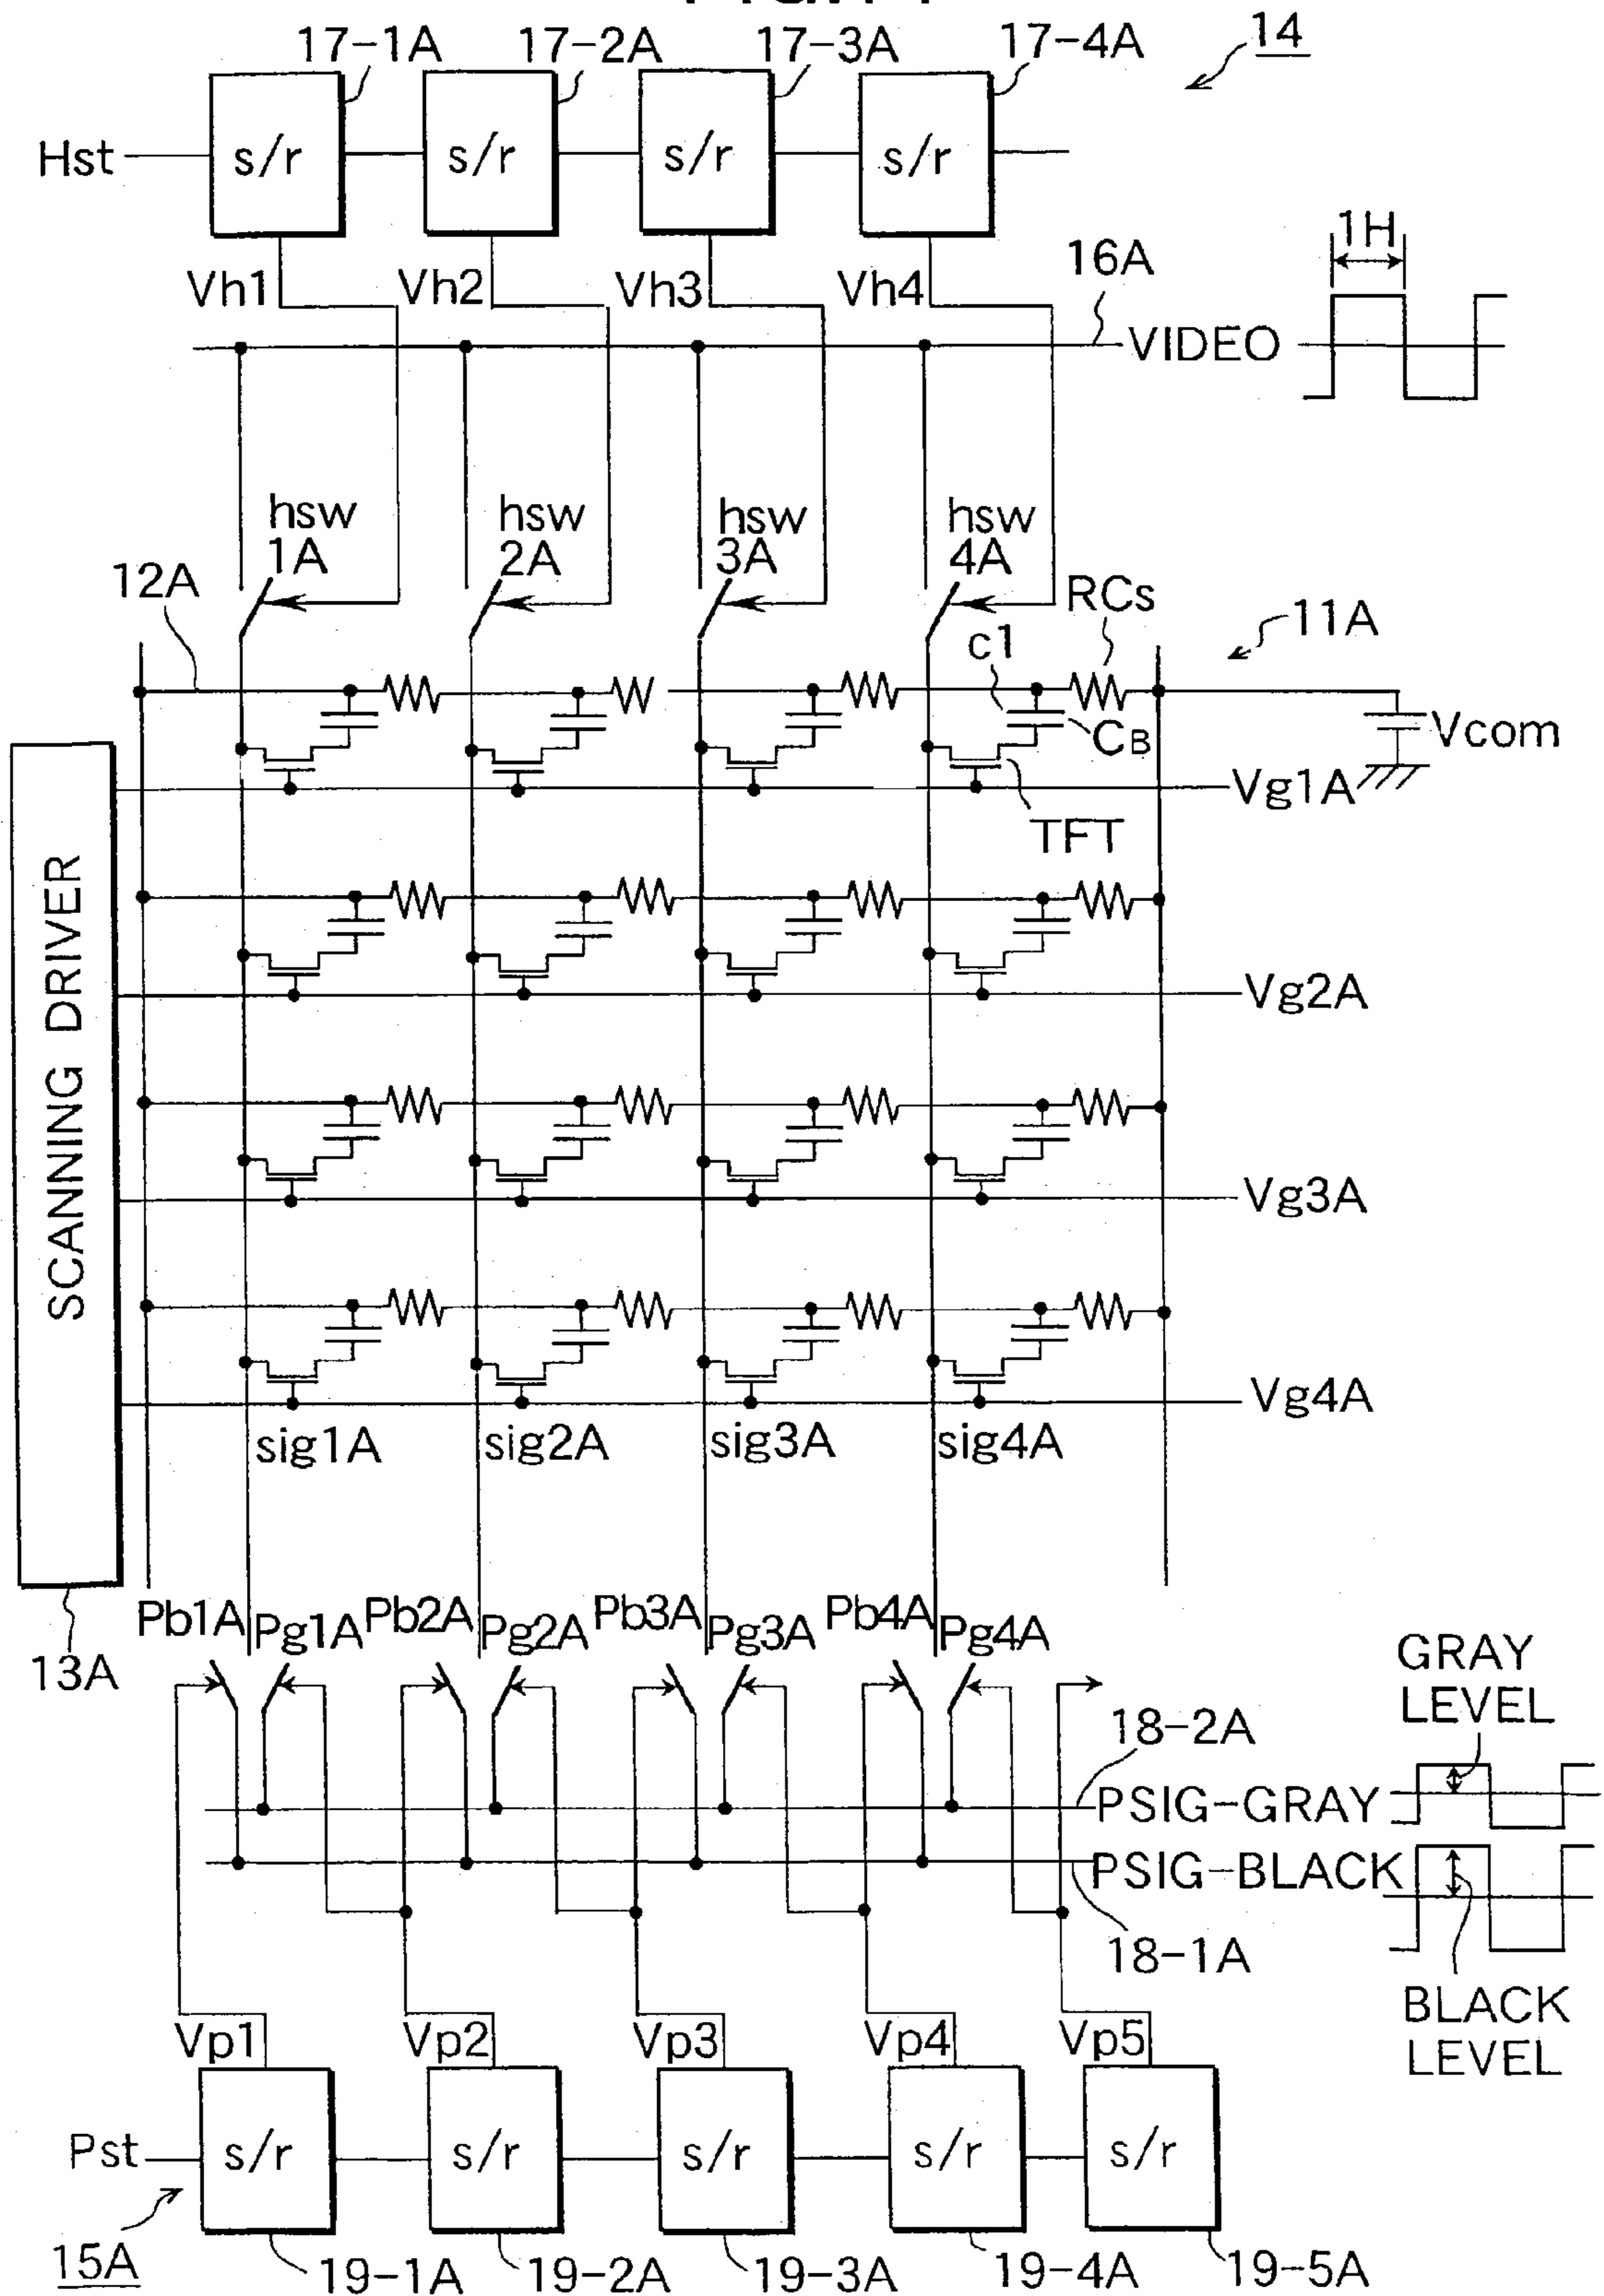 17-1A 17-2A 17-3A 17-4A 14
Hst s/r s/r s/r s/r
1H
Vh1 Vh2 Vh3 Vh4 16A
VIDEO
hsw 1A hsw 2A hsw 3A hsw 4A
12A RCs 11A
c1
CB Vcom
Vg1A
TFT
SCANNING DRIVER
Vg2A
Vg3A
Vg4A
sig1A sig2A sig3A sig4A
Pb1A Pg1A Pb2A Pg2A Pb3A Pg3A Pb4A Pg4A
13A
GRAY
LEVEL
18-2A
PSIG-GRAY
PSIG-BLACK
18-1A
BLACK
LEVEL
Vp1 Vp2 Vp3 Vp4 Vp5
Pst s/r s/r s/r s/r s/r
15A 19-1A 19-2A 19-3A 19-4A 19-5A